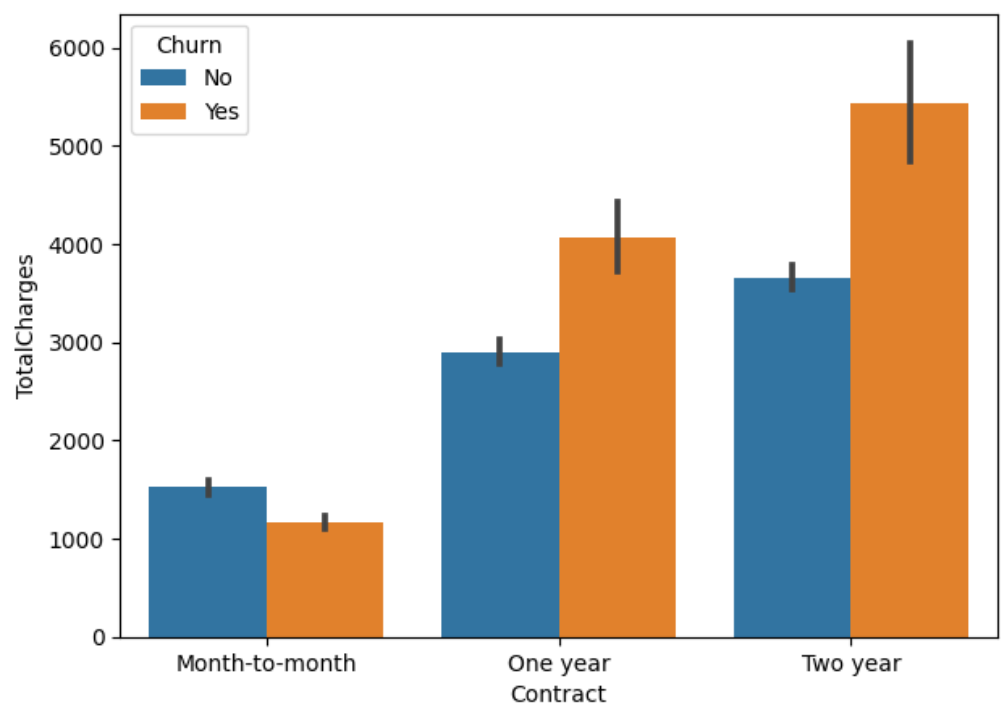 Churn
No
Yes
6000
5000
4000
3000
2000
1000
0
TotalCharges
Month-to-month
One year
Two year
Contract